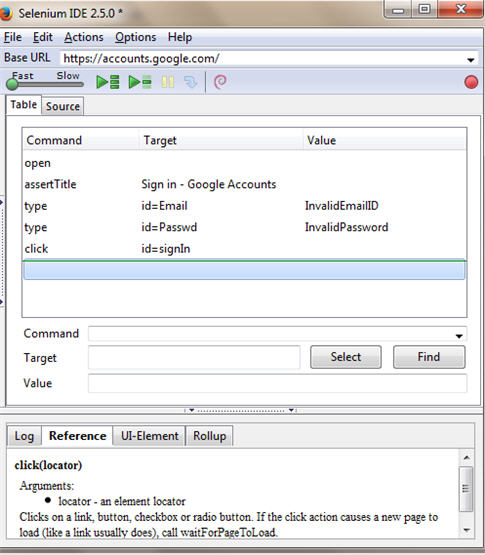 Selenium IDE 2.5.0 *
File Edit Actions Options Help
Base URL https://accounts.google.com/
Fast Slow
Table Source
Command Target Value
open
assertTitle Sign in - Google Accounts
type id=Email InvalidEmailID
type id=Passwd InvalidPassword
click id=signIn
Command
Target Select Find
Value
Log Reference UI-Element Rollup
click(locator)
Arguments:
• locator - an element locator
Clicks on a link, button, checkbox or radio button. If the click action causes a new page to
load (like a link usually does), call waitForPageToLoad.